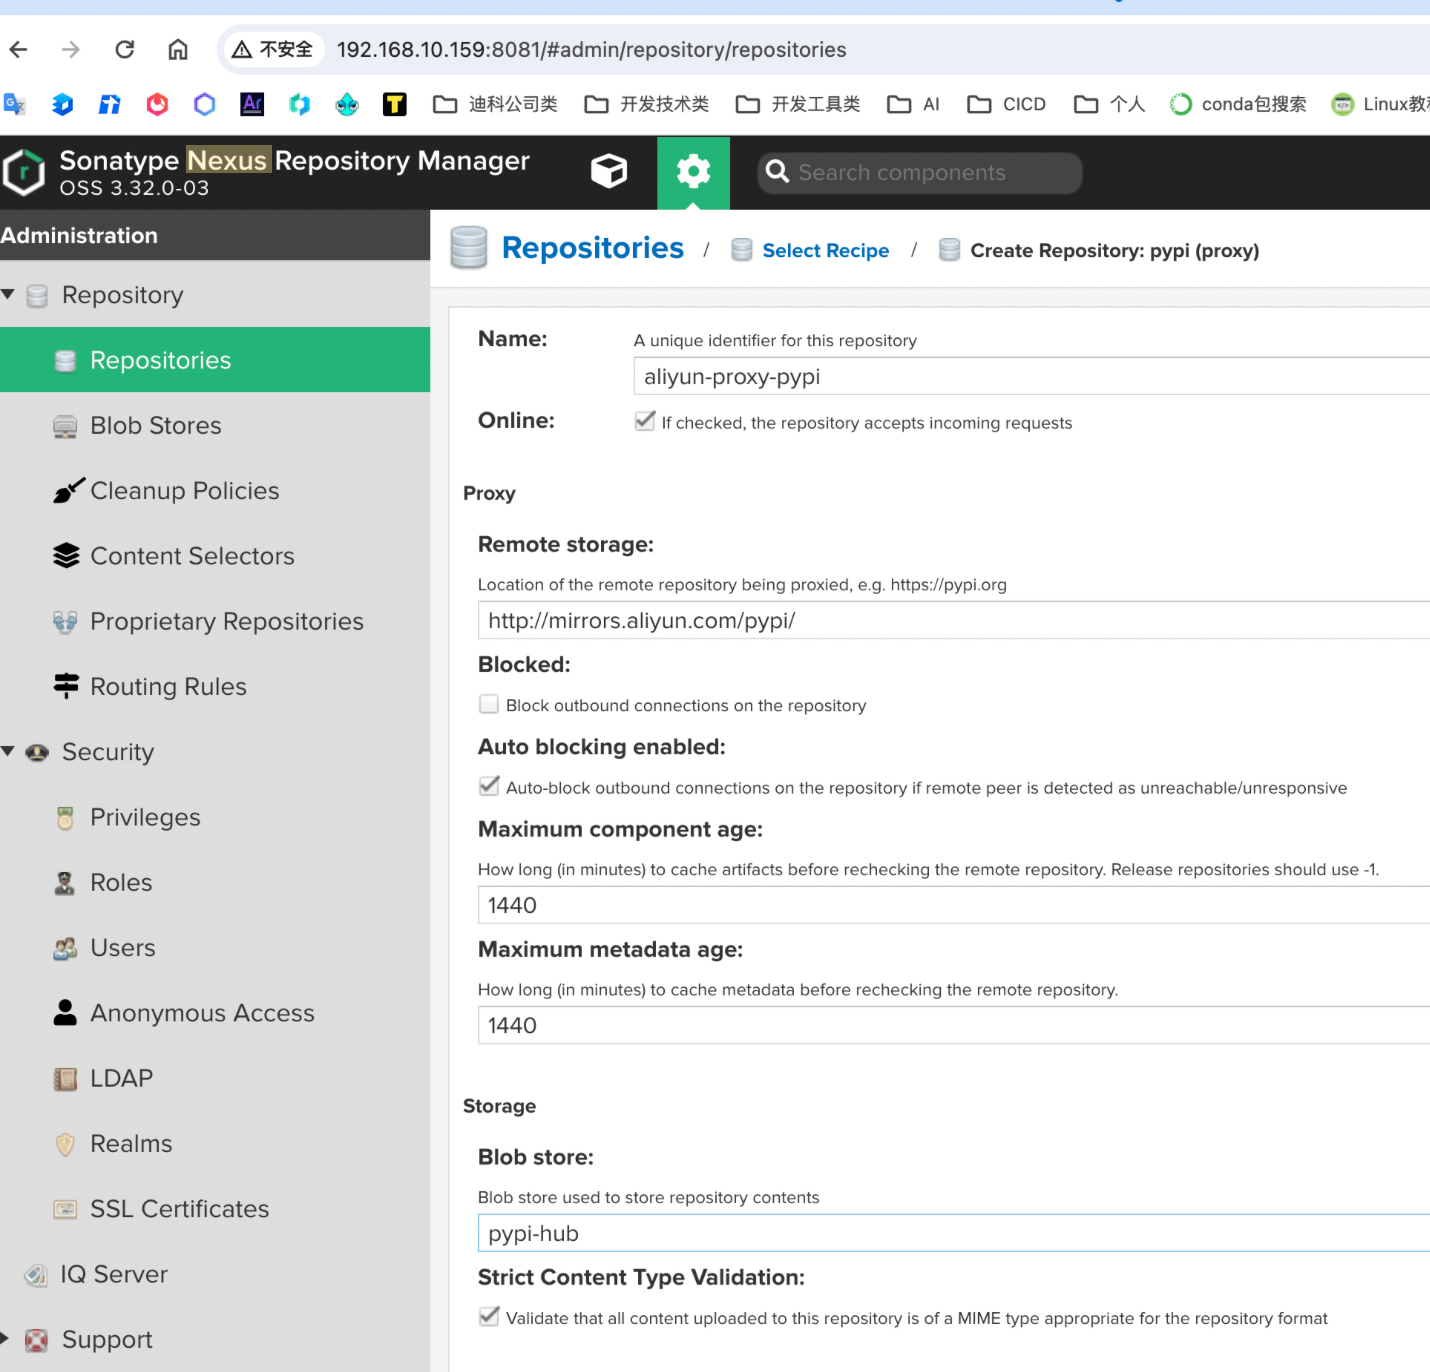 不安全 192.168.10.159:8081/#admin/repository/repositories
迪科公司类 开发技术类 开发工具类 AI CICD 个人 conda包搜索 Linux教
Sonatype Nexus Repository Manager
OSS 3.32.0-03
Search components
Administration
Repositories / Select Recipe / Create Repository: pypi (proxy)
Repository
Repositories
Blob Stores
Cleanup Policies
Content Selectors
Proprietary Repositories
Routing Rules
Security
Privileges
Roles
Users
Anonymous Access
LDAP
Realms
SSL Certificates
IQ Server
Support
Name:
A unique identifier for this repository
aliyun-proxy-pypi
Online:
If checked, the repository accepts incoming requests
Proxy
Remote storage:
Location of the remote repository being proxied, e.g. https://pypi.org
http://mirrors.aliyun.com/pypi/
Blocked:
Block outbound connections on the repository
Auto blocking enabled:
Auto-block outbound connections on the repository if remote peer is detected as unreachable/unresponsive
Maximum component age:
How long (in minutes) to cache artifacts before rechecking the remote repository. Release repositories should use -1.
1440
Maximum metadata age:
How long (in minutes) to cache metadata before rechecking the remote repository.
1440
Storage
Blob store:
Blob store used to store repository contents
pypi-hub
Strict Content Type Validation:
Validate that all content uploaded to this repository is of a MIME type appropriate for the repository format